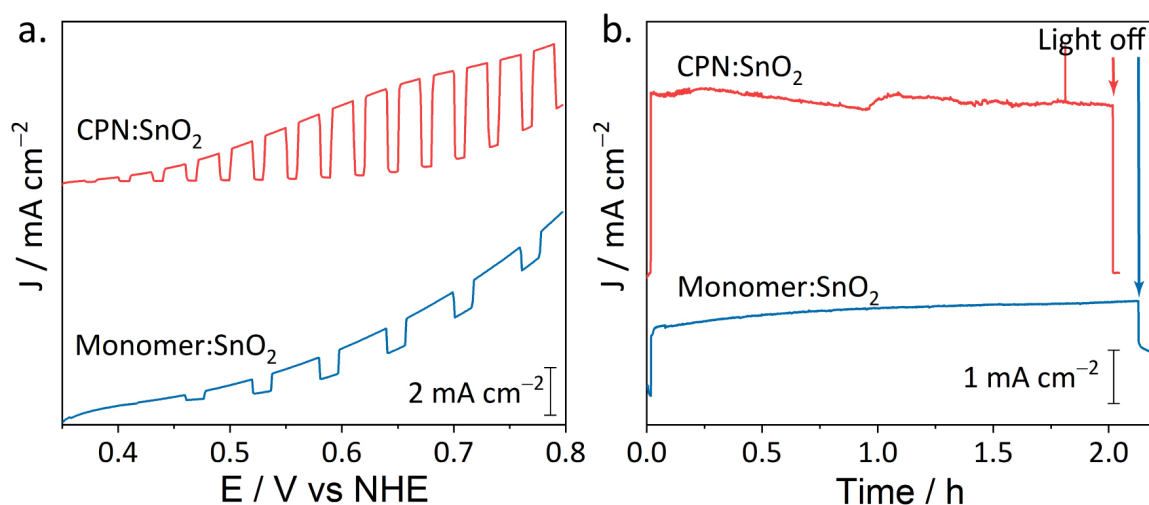 a.
CPN:SnO₂
Monomer:SnO₂
2 mA cm⁻²
J / mA cm⁻²
0.4 0.5 0.6 0.7 0.8
E / V vs NHE
b.
Light off
CPN:SnO₂
Monomer:SnO₂
1 mA cm⁻²
J / mA cm⁻²
0.0 0.5 1.0 1.5 2.0
Time / h